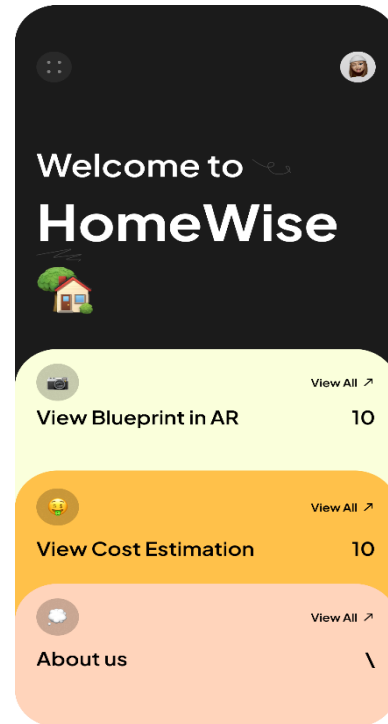 Welcome to
HomeWise
View All ↗
View Blueprint in AR 10
View All ↗
View Cost Estimation 10
View All ↗
About us \